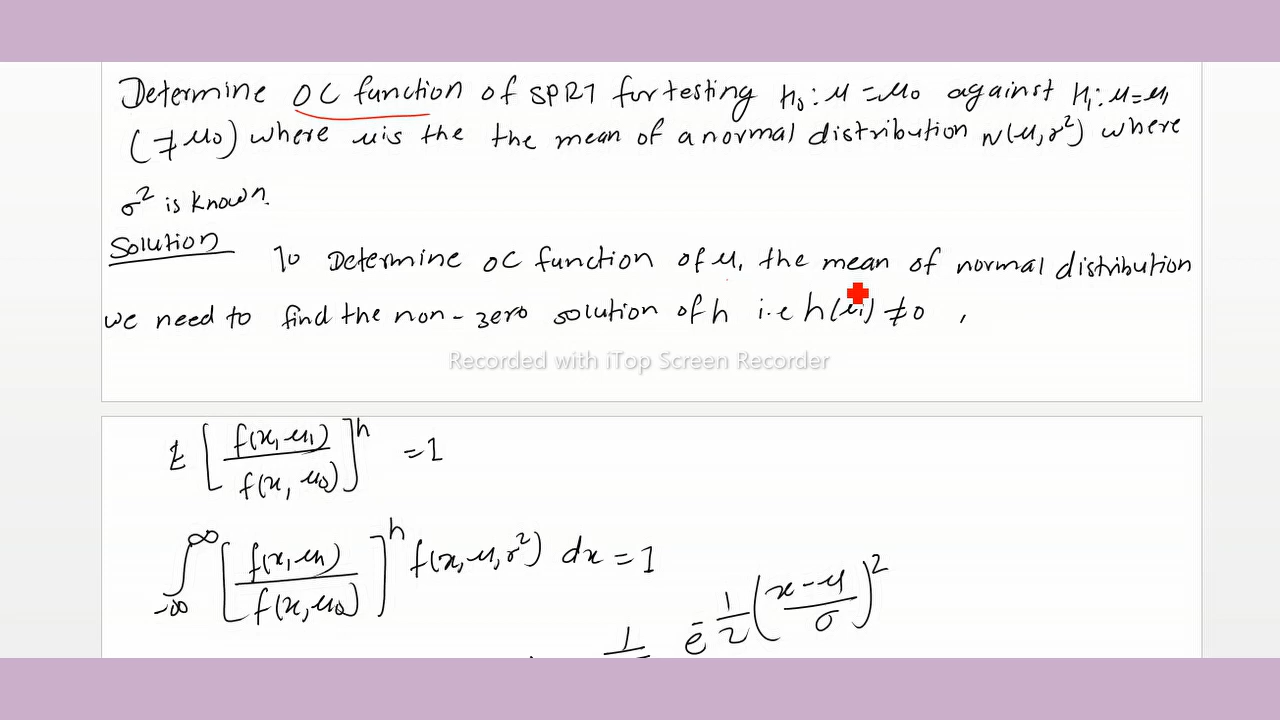 Determine OC function of SPRT for testing H₀: μ = μ₀ against H₁: μ = μ₁
(≠ μ₀) where μ is the the mean of a normal distribution N(μ, σ²) where
σ² is known.
Solution To Determine OC function of μ, the mean of normal distribution
we need to find the non-zero solution of h i.e h(μ) ≠ 0 ,
Recorded with iTop Screen Recorder
E [ f(x, μ₁) / f(x, μ₀) ]^h = 1
∫_{-∞}^{∞} [ f(x, μ₁) / f(x, μ₀) ]^h f(x, μ, σ²) dx = 1
e^{-1/2 ((x-μ)/σ)²}